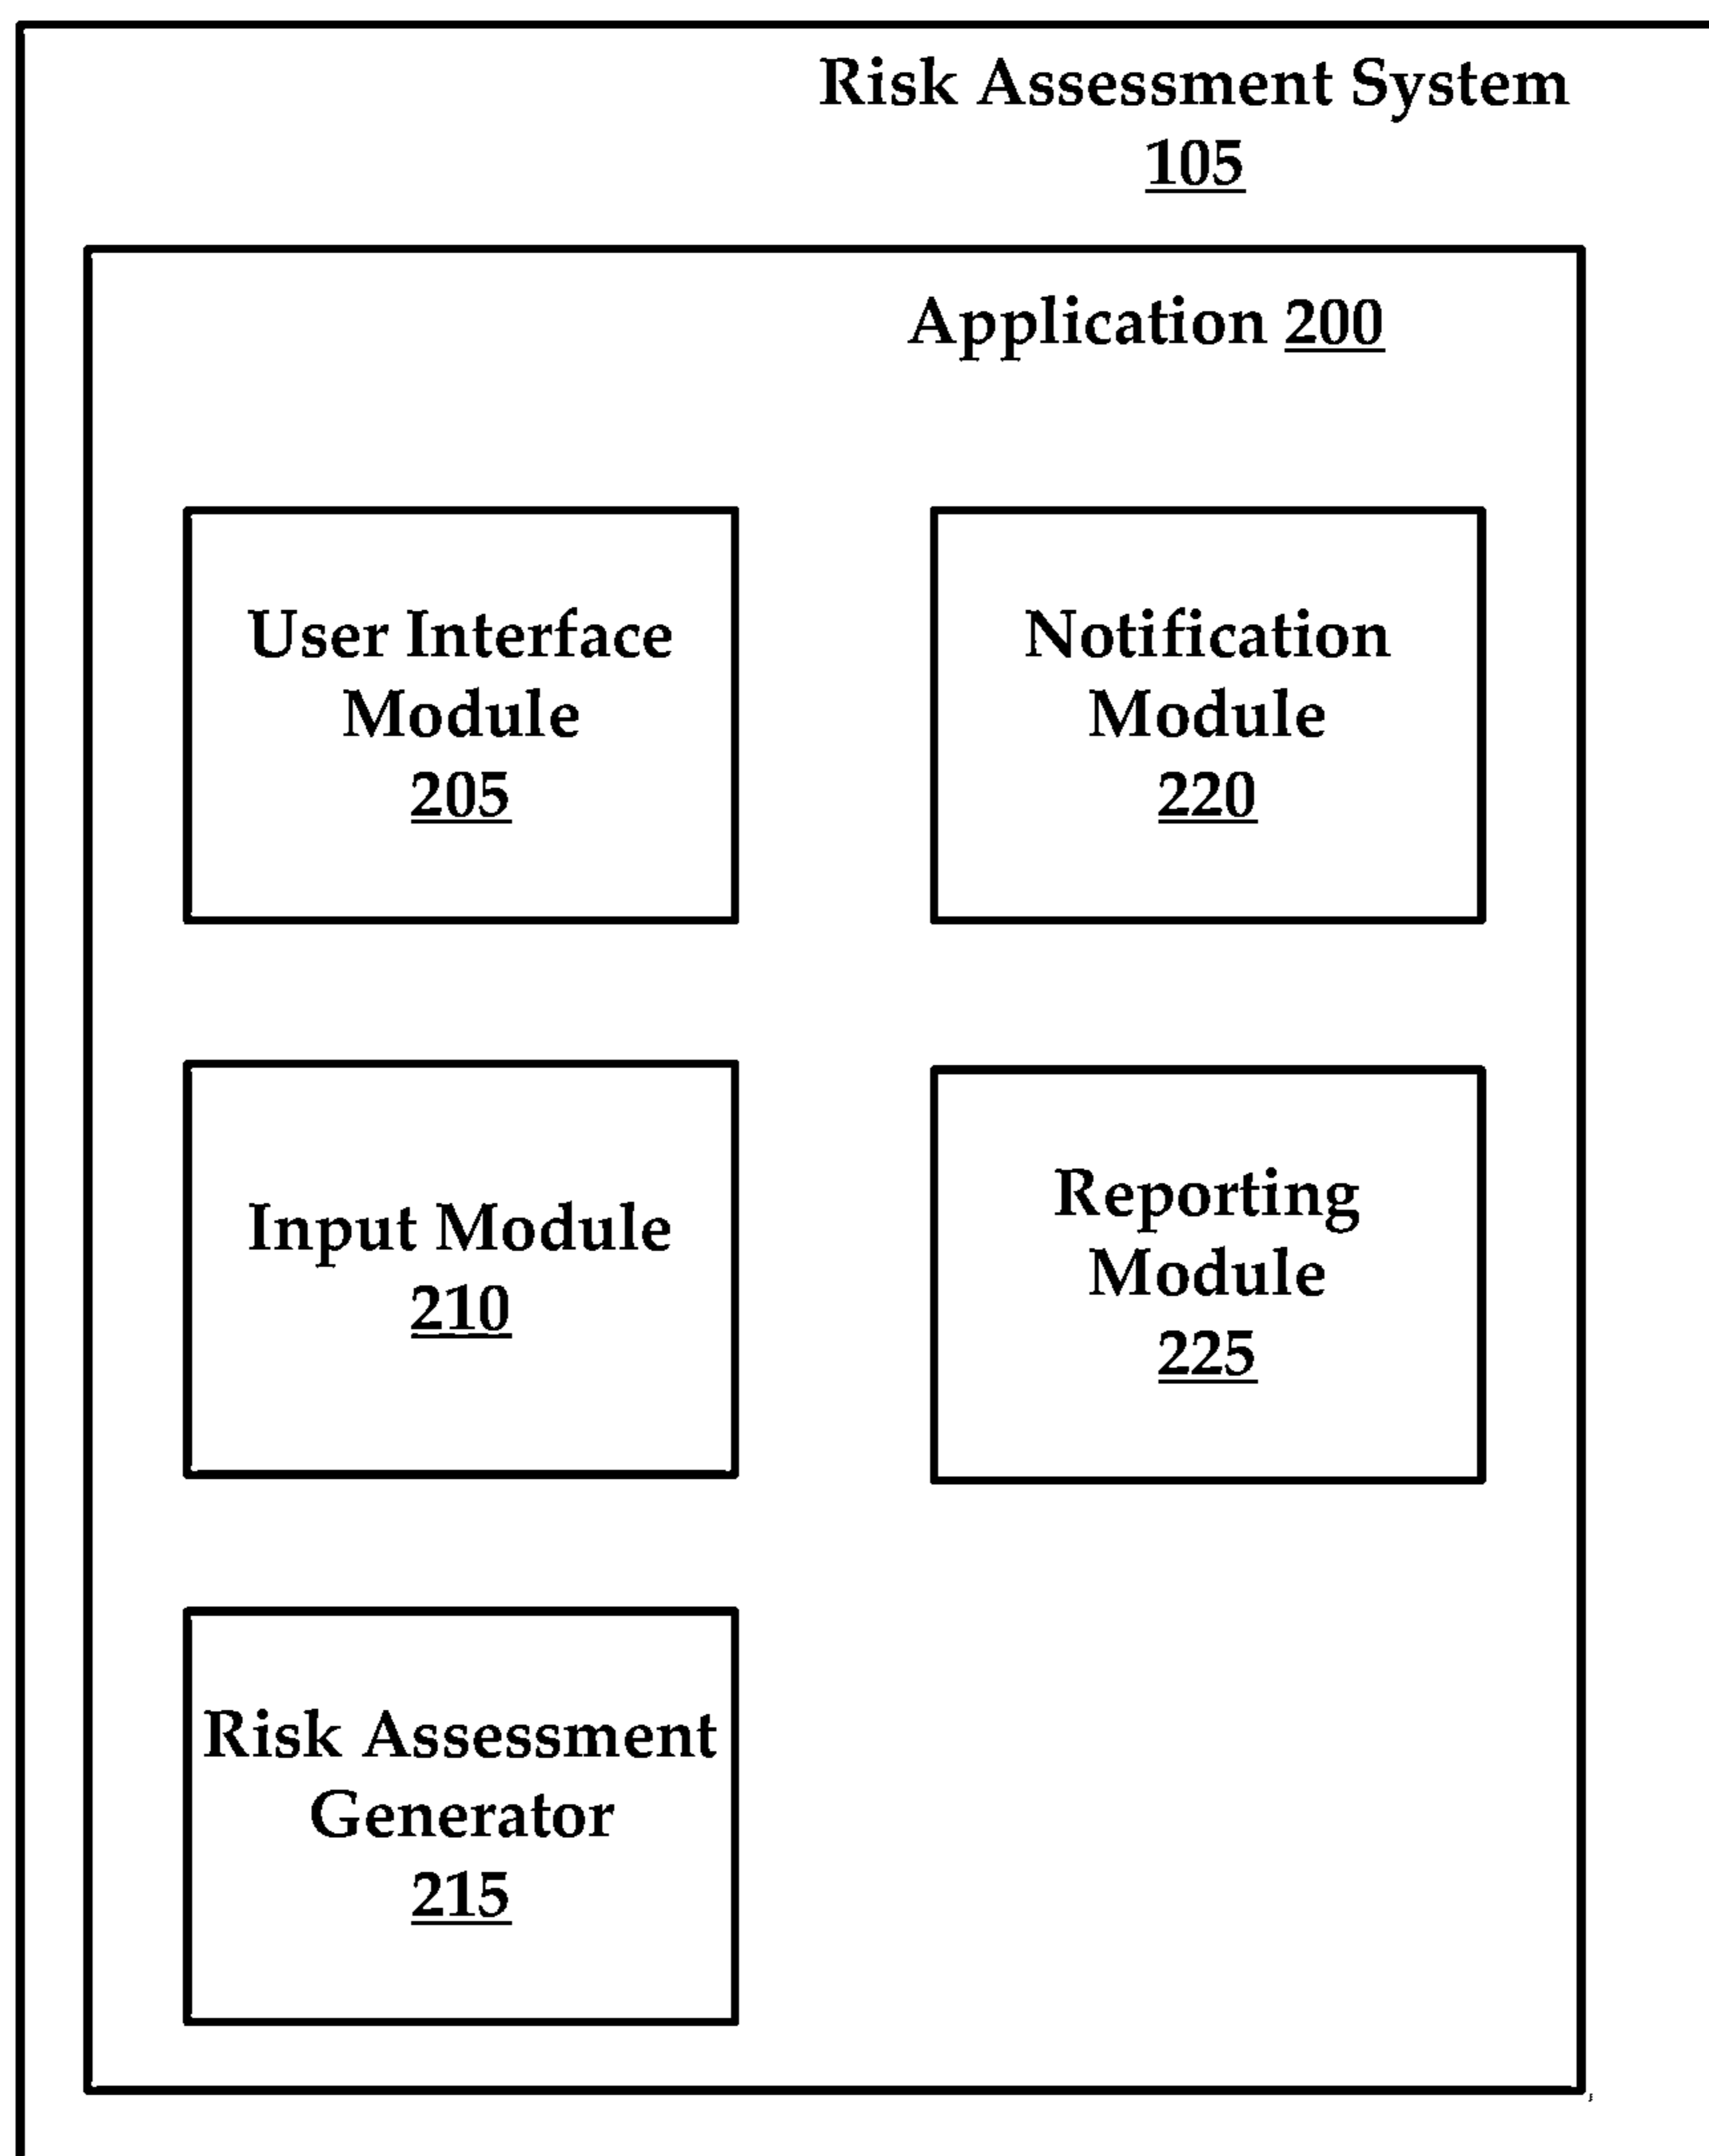 Risk Assessment System
105
Application 200
User Interface
Module
205
Notification
Module
220
Input Module
210
Reporting
Module
225
Risk Assessment
Generator
215